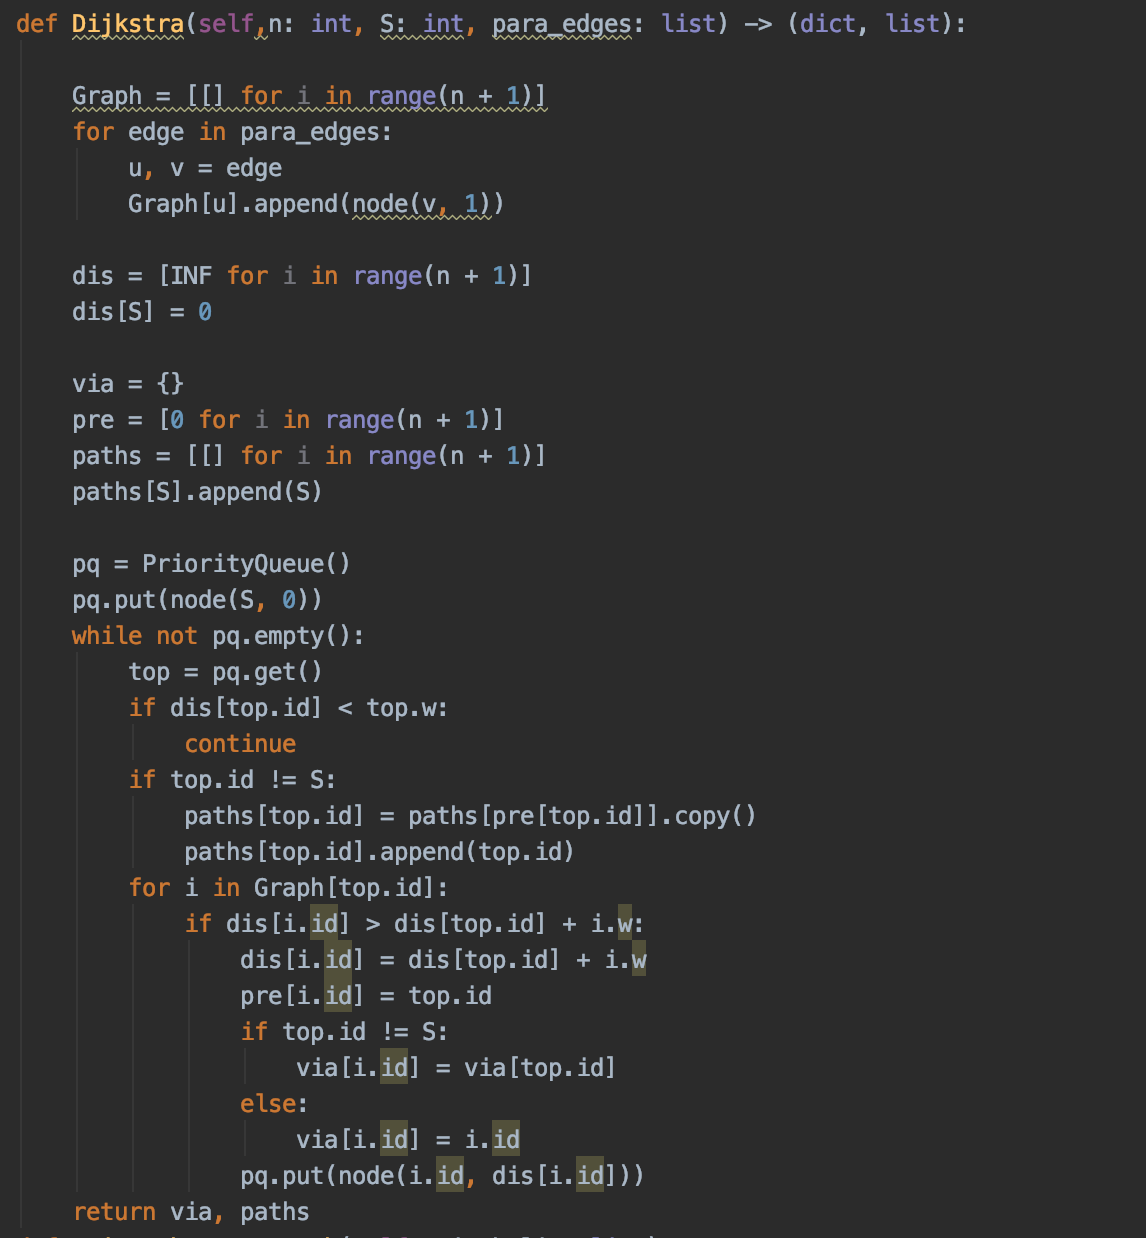 def Dijkstra(self,n: int, S: int, para_edges: list) -> (dict, list):
Graph = [[] for i in range(n + 1)]
for edge in para_edges:
u, v = edge
Graph[u].append(node(v, 1))
dis = [INF for i in range(n + 1)]
dis[S] = 0
via = {}
pre = [0 for i in range(n + 1)]
paths = [[] for i in range(n + 1)]
paths[S].append(S)
pq = PriorityQueue()
pq.put(node(S, 0))
while not pq.empty():
top = pq.get()
if dis[top.id] < top.w:
continue
if top.id != S:
paths[top.id] = paths[pre[top.id]].copy()
paths[top.id].append(top.id)
for i in Graph[top.id]:
if dis[i.id] > dis[top.id] + i.w:
dis[i.id] = dis[top.id] + i.w
pre[i.id] = top.id
if top.id != S:
via[i.id] = via[top.id]
else:
via[i.id] = i.id
pq.put(node(i.id, dis[i.id]))
return via, paths